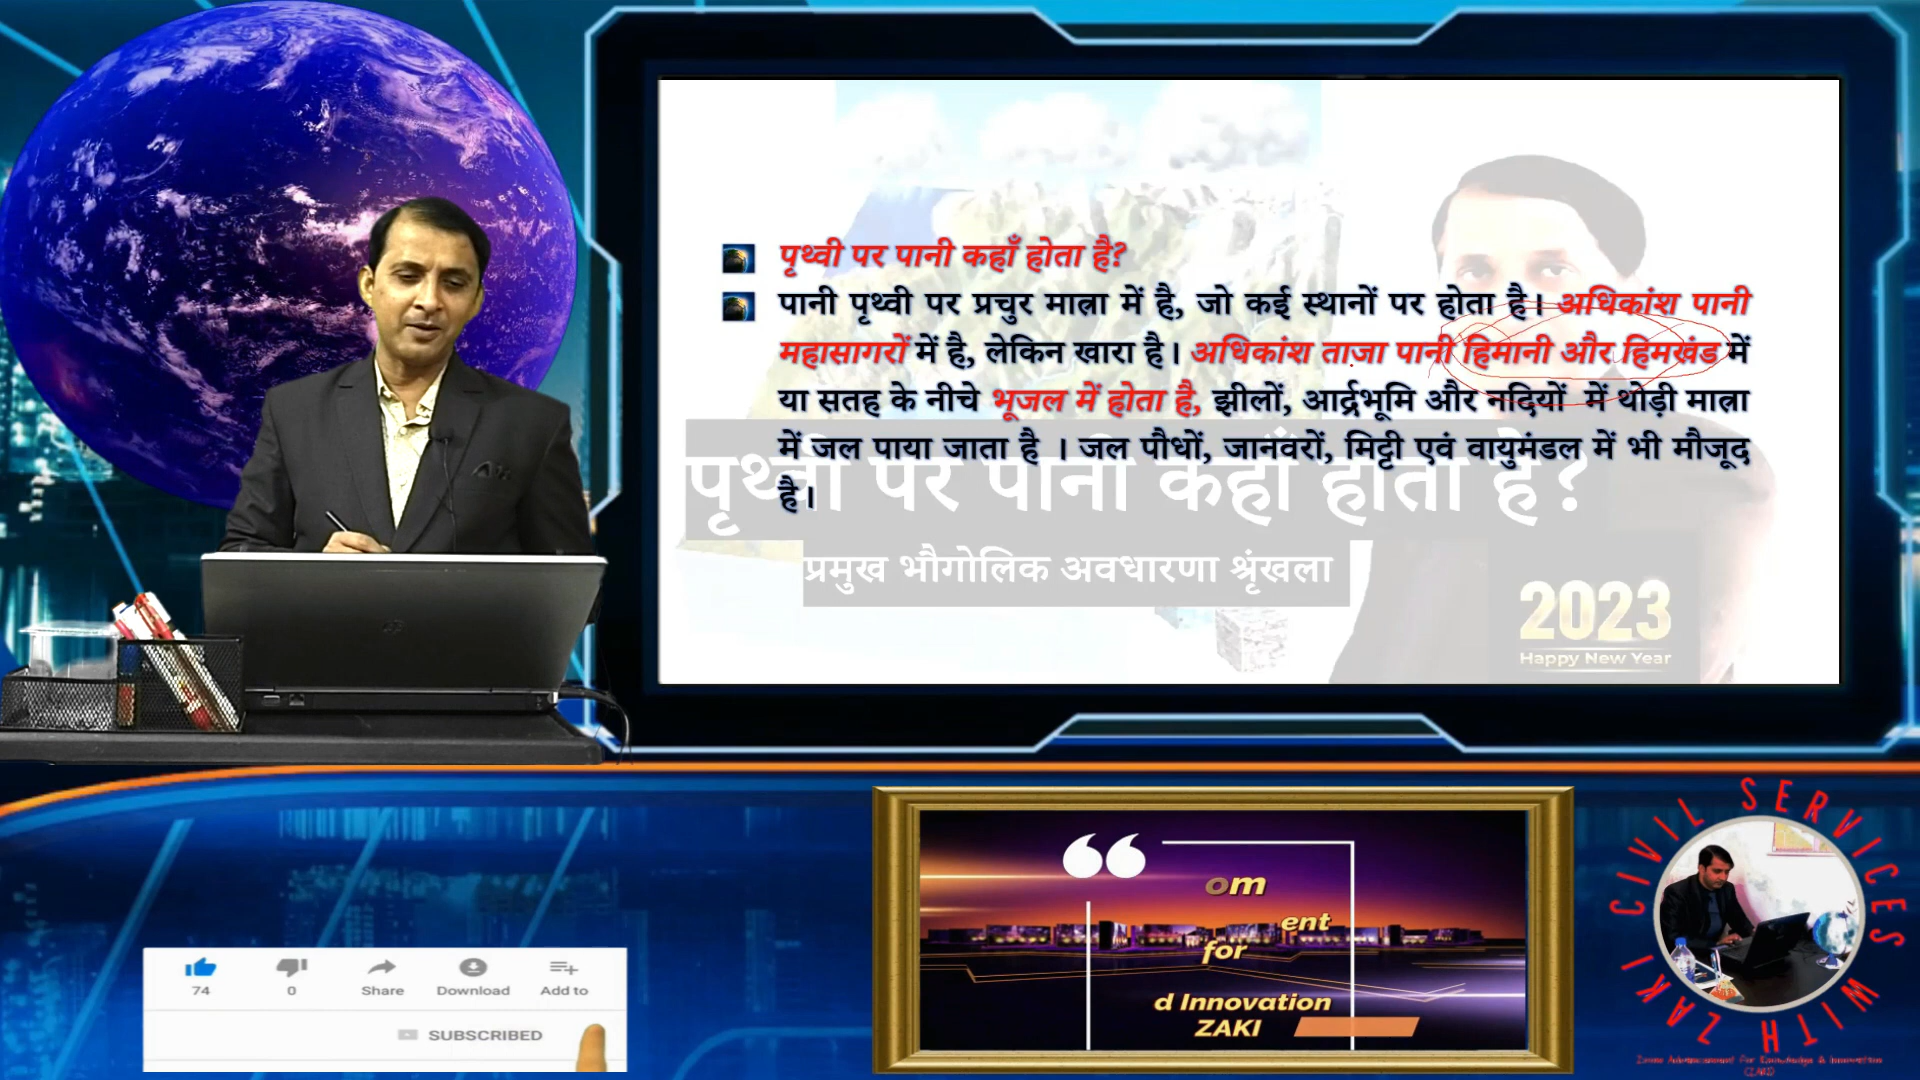 पृथ्वी पर पानी कहाँ होता है?
पानी पृथ्वी पर प्रचुर मात्रा में है, जो कई स्थानों पर होता है। अधिकांश पानी
महासागरों में है, लेकिन खारा है। अधिकांश ताजा पानी हिमानी और हिमखंड में
या सतह के नीचे भूजल में होता है, झीलों, आर्द्रभूमि और नदियों में थोड़ी मात्रा
में जल पाया जाता है । जल पौधों, जानवरों, मिट्टी एवं वायुमंडल में भी मौजूद
है।
पृथ्वी पर पानी कहाँ होता है?
प्रमुख भौगोलिक अवधारणा श्रृंखला
2023
Happy New Year
74
0
Share
Download
Add to
SUBSCRIBED
om
ent
for
d Innovation
ZAKI
CIVIL SERVICES WITH ZAKI